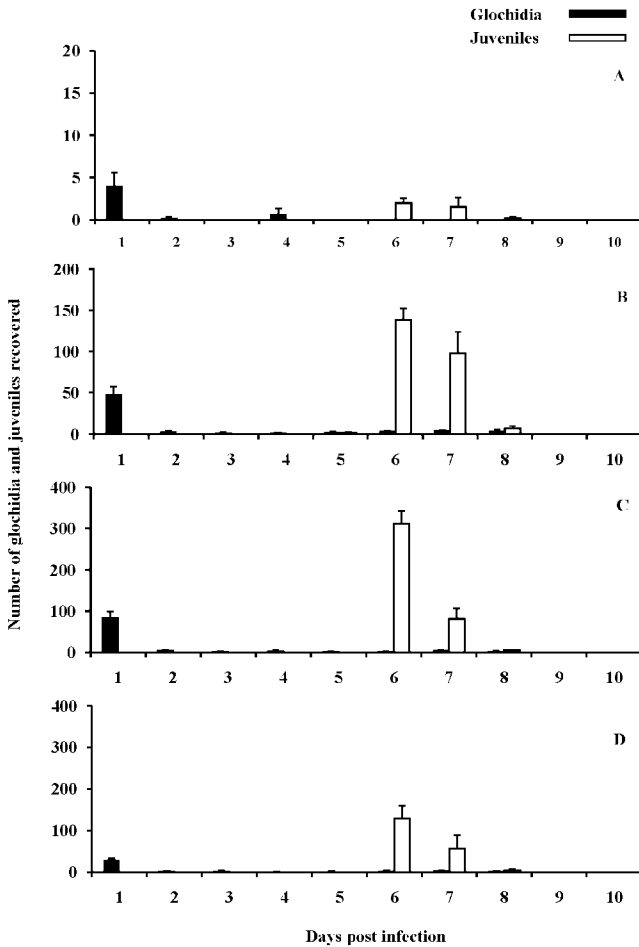 Glochidia
Juveniles
A
20
15
10
5
0
1 2 3 4 5 6 7 8 9 10
B
200
150
100
50
0
1 2 3 4 5 6 7 8 9 10
Number of glochidia and juveniles recovered
C
400
300
200
100
0
1 2 3 4 5 6 7 8 9 10
D
400
300
200
100
0
1 2 3 4 5 6 7 8 9 10
Days post infection